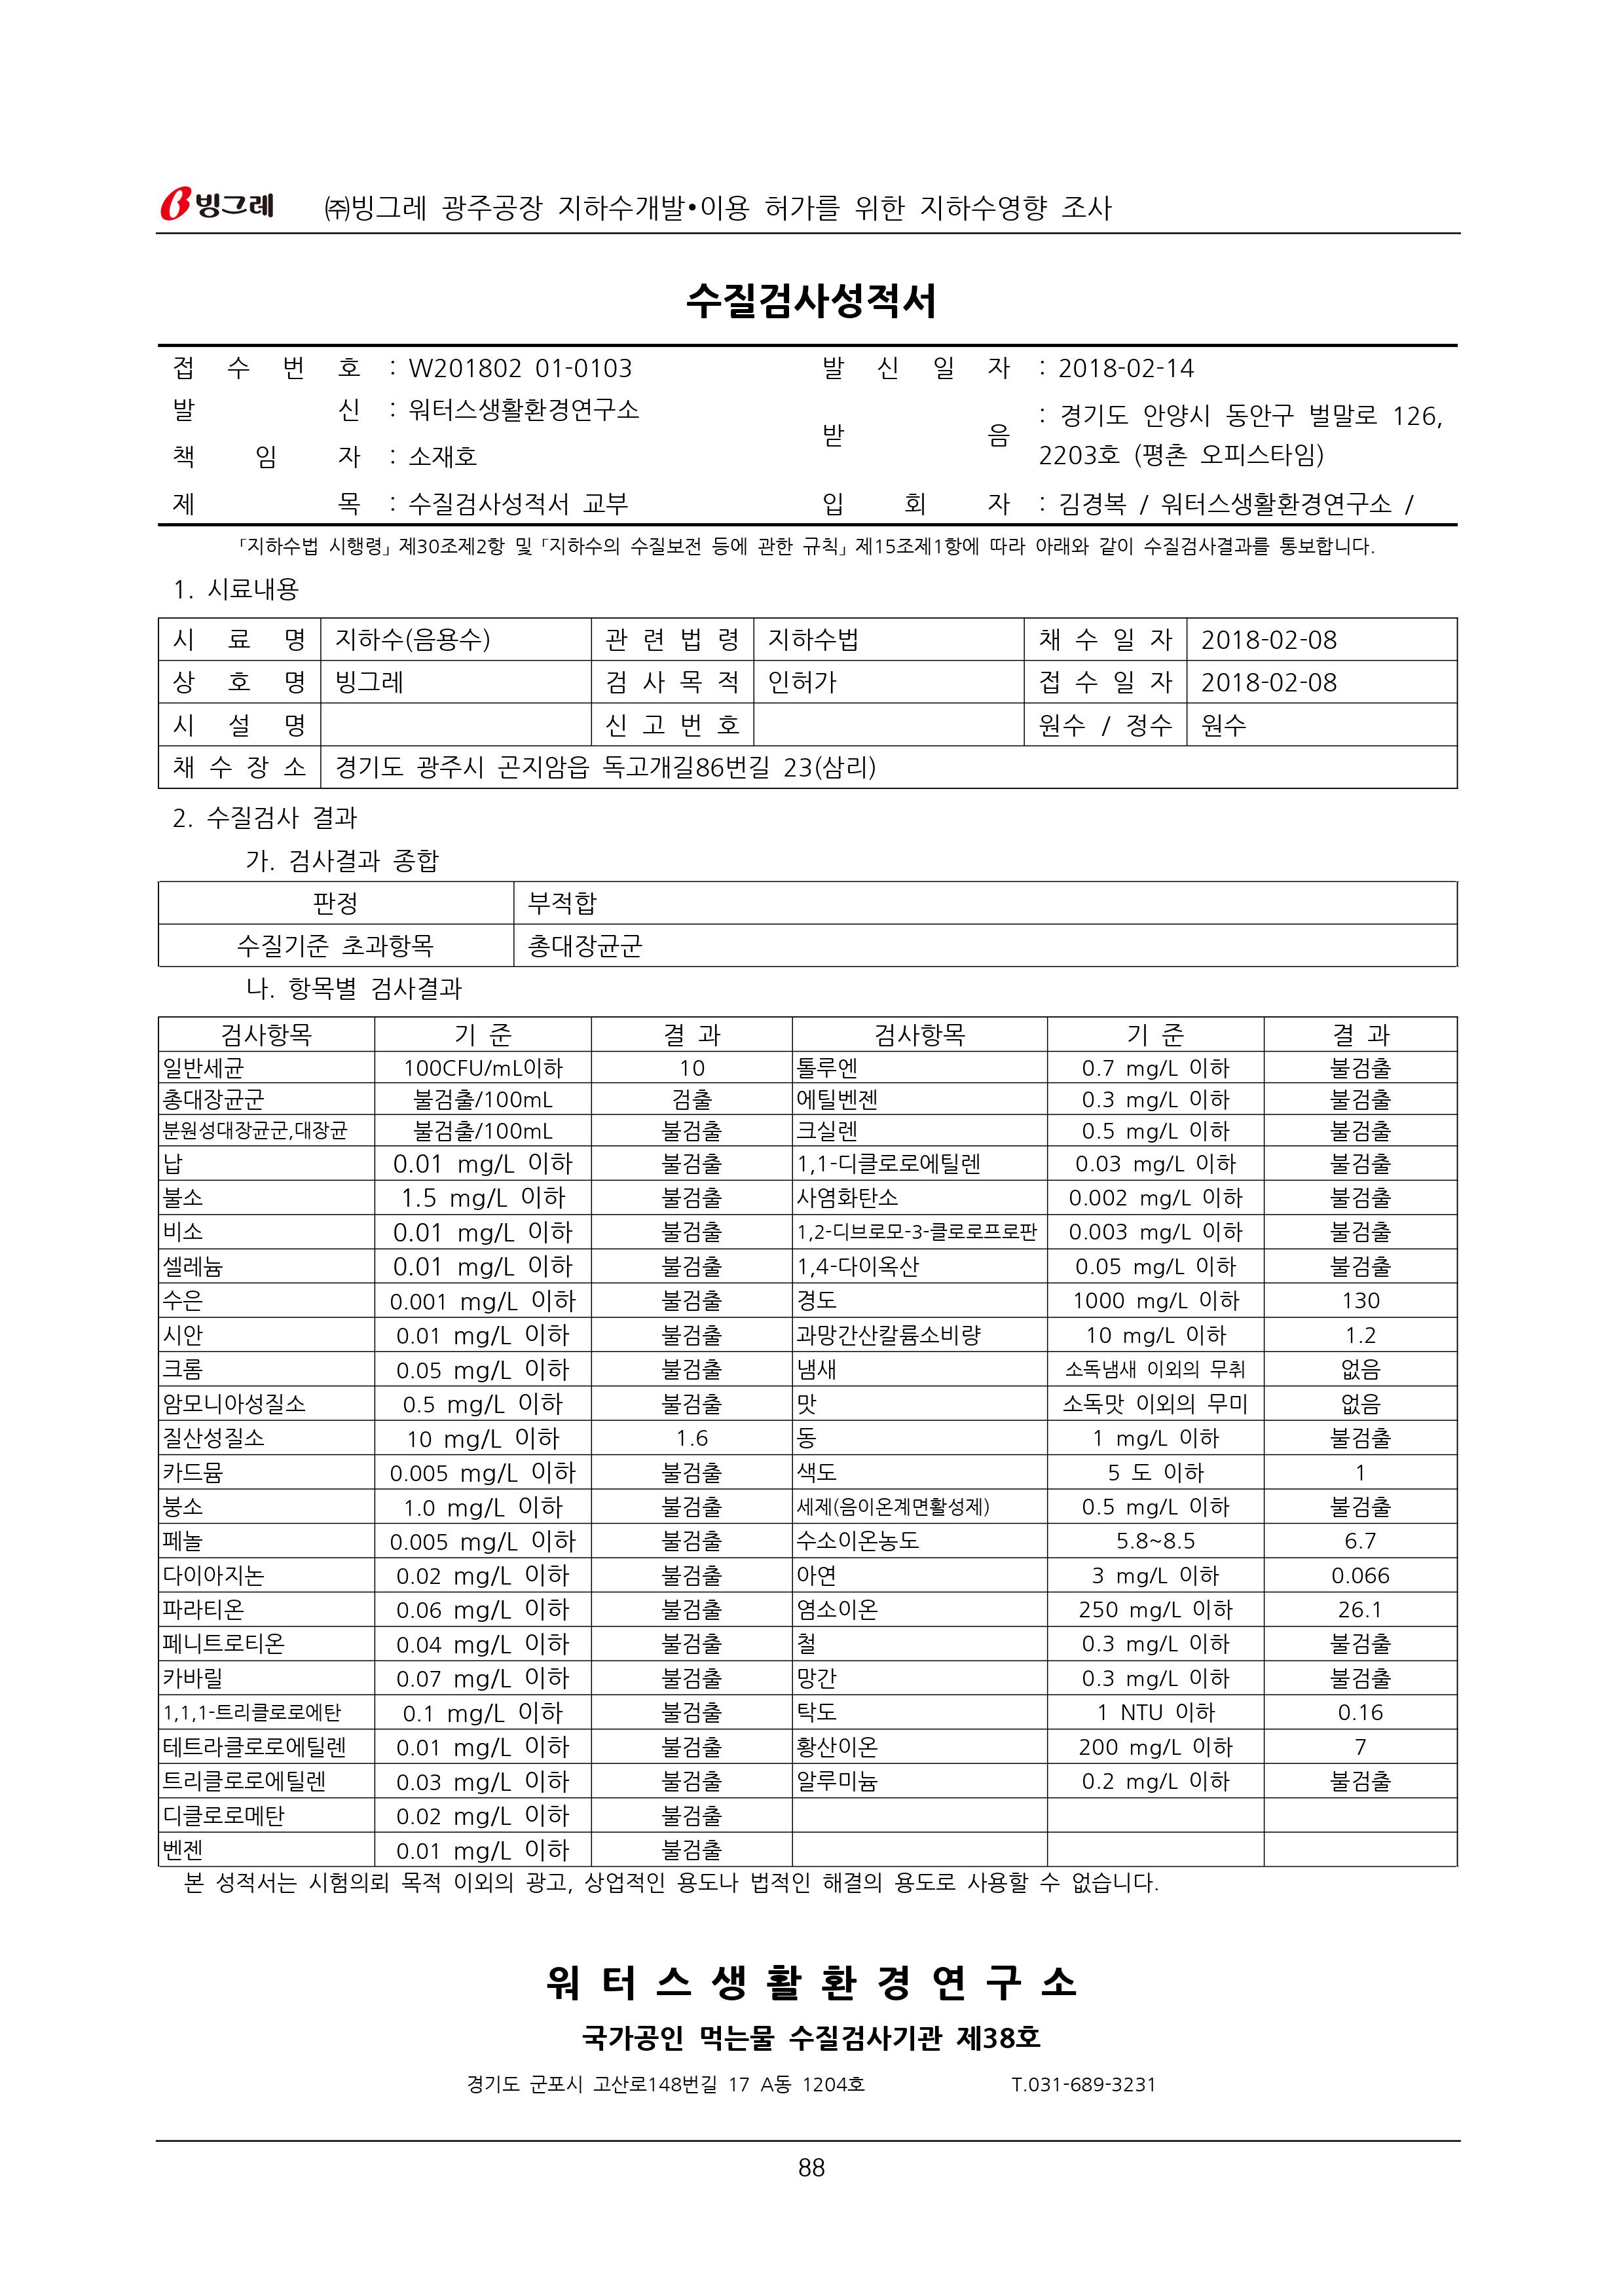 빙그레 ㈜빙그레 광주공장 지하수개발•이용 허가를 위한 지하수영향 조사
수질검사성적서
접 수 번 호 : W201802 01-0103 발 신 일 자 : 2018-02-14
발 신 : 워터스생활환경연구소 받 음 : 경기도 안양시 동안구 벌말로 126,
책 임 자 : 소재호 2203호 (평촌 오피스타임)
제 목 : 수질검사성적서 교부 입 회 자 : 김경복 / 워터스생활환경연구소 /
「지하수법 시행령」 제30조제2항 및 「지하수의 수질보전 등에 관한 규칙」 제15조제1항에 따라 아래와 같이 수질검사결과를 통보합니다.
1. 시료내용
시 료 명 지하수(음용수) 관 련 법 령 지하수법 채 수 일 자 2018-02-08
상 호 명 빙그레 검 사 목 적 인허가 접 수 일 자 2018-02-08
시 설 명 신 고 번 호 원수 / 정수 원수
채 수 장 소 경기도 광주시 곤지암읍 독고개길86번길 23(삼리)
2. 수질검사 결과
가. 검사결과 종합
판정 부적합
수질기준 초과항목 총대장균군
나. 항목별 검사결과
검사항목 기 준 결 과 검사항목 기 준 결 과
일반세균 100CFU/mL이하 10 톨루엔 0.7 mg/L 이하 불검출
총대장균군 불검출/100mL 검출 에틸벤젠 0.3 mg/L 이하 불검출
분원성대장균군,대장균 불검출/100mL 불검출 크실렌 0.5 mg/L 이하 불검출
납 0.01 mg/L 이하 불검출 1,1-디클로로에틸렌 0.03 mg/L 이하 불검출
불소 1.5 mg/L 이하 불검출 사염화탄소 0.002 mg/L 이하 불검출
비소 0.01 mg/L 이하 불검출 1,2-디브로모-3-클로로프로판 0.003 mg/L 이하 불검출
셀레늄 0.01 mg/L 이하 불검출 1,4-다이옥산 0.05 mg/L 이하 불검출
수은 0.001 mg/L 이하 불검출 경도 1000 mg/L 이하 130
시안 0.01 mg/L 이하 불검출 과망간산칼륨소비량 10 mg/L 이하 1.2
크롬 0.05 mg/L 이하 불검출 냄새 소독냄새 이외의 무취 없음
암모니아성질소 0.5 mg/L 이하 불검출 맛 소독맛 이외의 무미 없음
질산성질소 10 mg/L 이하 1.6 동 1 mg/L 이하 불검출
카드뮴 0.005 mg/L 이하 불검출 색도 5 도 이하 1
붕소 1.0 mg/L 이하 불검출 세제(음이온계면활성제) 0.5 mg/L 이하 불검출
페놀 0.005 mg/L 이하 불검출 수소이온농도 5.8~8.5 6.7
다이아지논 0.02 mg/L 이하 불검출 아연 3 mg/L 이하 0.066
파라티온 0.06 mg/L 이하 불검출 염소이온 250 mg/L 이하 26.1
페니트로티온 0.04 mg/L 이하 불검출 철 0.3 mg/L 이하 불검출
카바릴 0.07 mg/L 이하 불검출 망간 0.3 mg/L 이하 불검출
1,1,1-트리클로로에탄 0.1 mg/L 이하 불검출 탁도 1 NTU 이하 0.16
테트라클로로에틸렌 0.01 mg/L 이하 불검출 황산이온 200 mg/L 이하 7
트리클로로에틸렌 0.03 mg/L 이하 불검출 알루미늄 0.2 mg/L 이하 불검출
디클로로메탄 0.02 mg/L 이하 불검출
벤젠 0.01 mg/L 이하 불검출
본 성적서는 시험의뢰 목적 이외의 광고, 상업적인 용도나 법적인 해결의 용도로 사용할 수 없습니다.
워 터 스 생 활 환 경 연 구 소
국가공인 먹는물 수질검사기관 제38호
경기도 군포시 고산로148번길 17 A동 1204호 T.031-689-3231
88